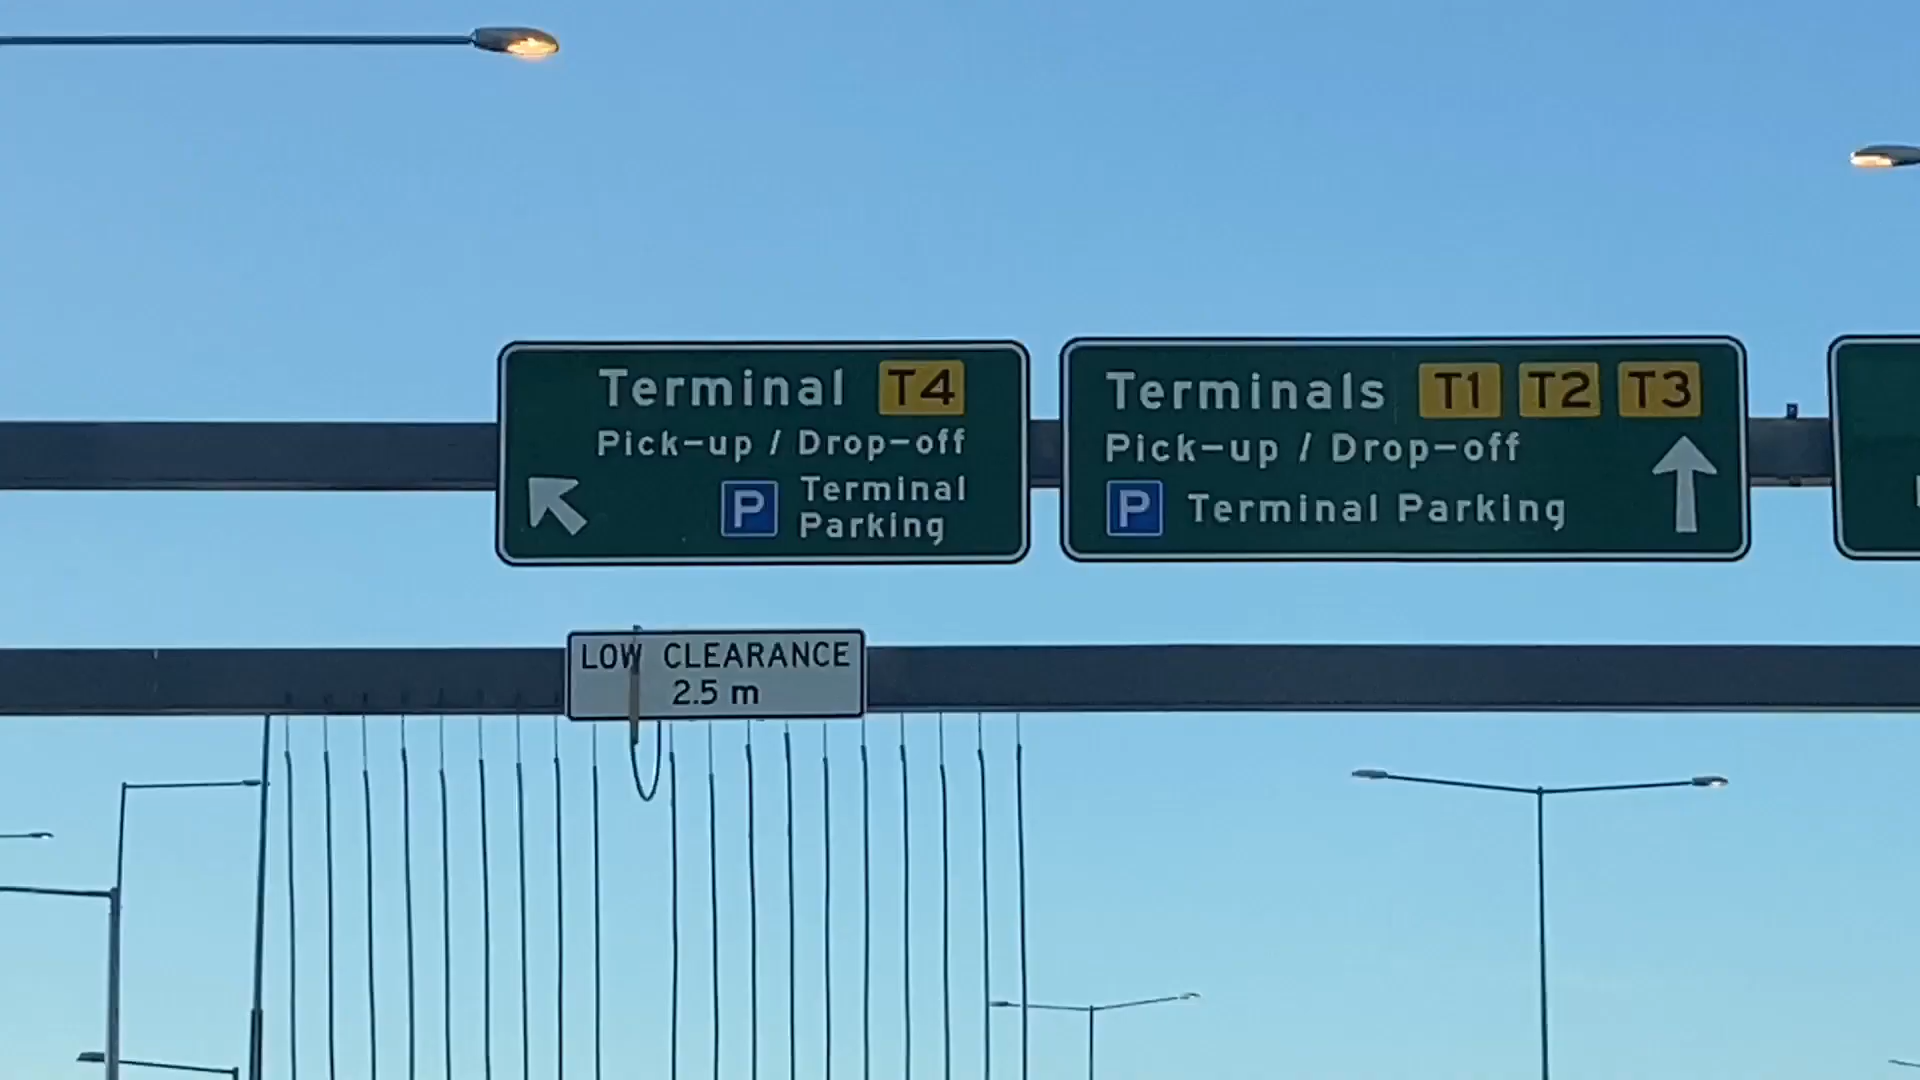 Terminal T4
Pick-up / Drop-off
P Terminal
Parking
Terminals T1 T2 T3
Pick-up / Drop-off
P Terminal Parking
LOW CLEARANCE
2.5 m